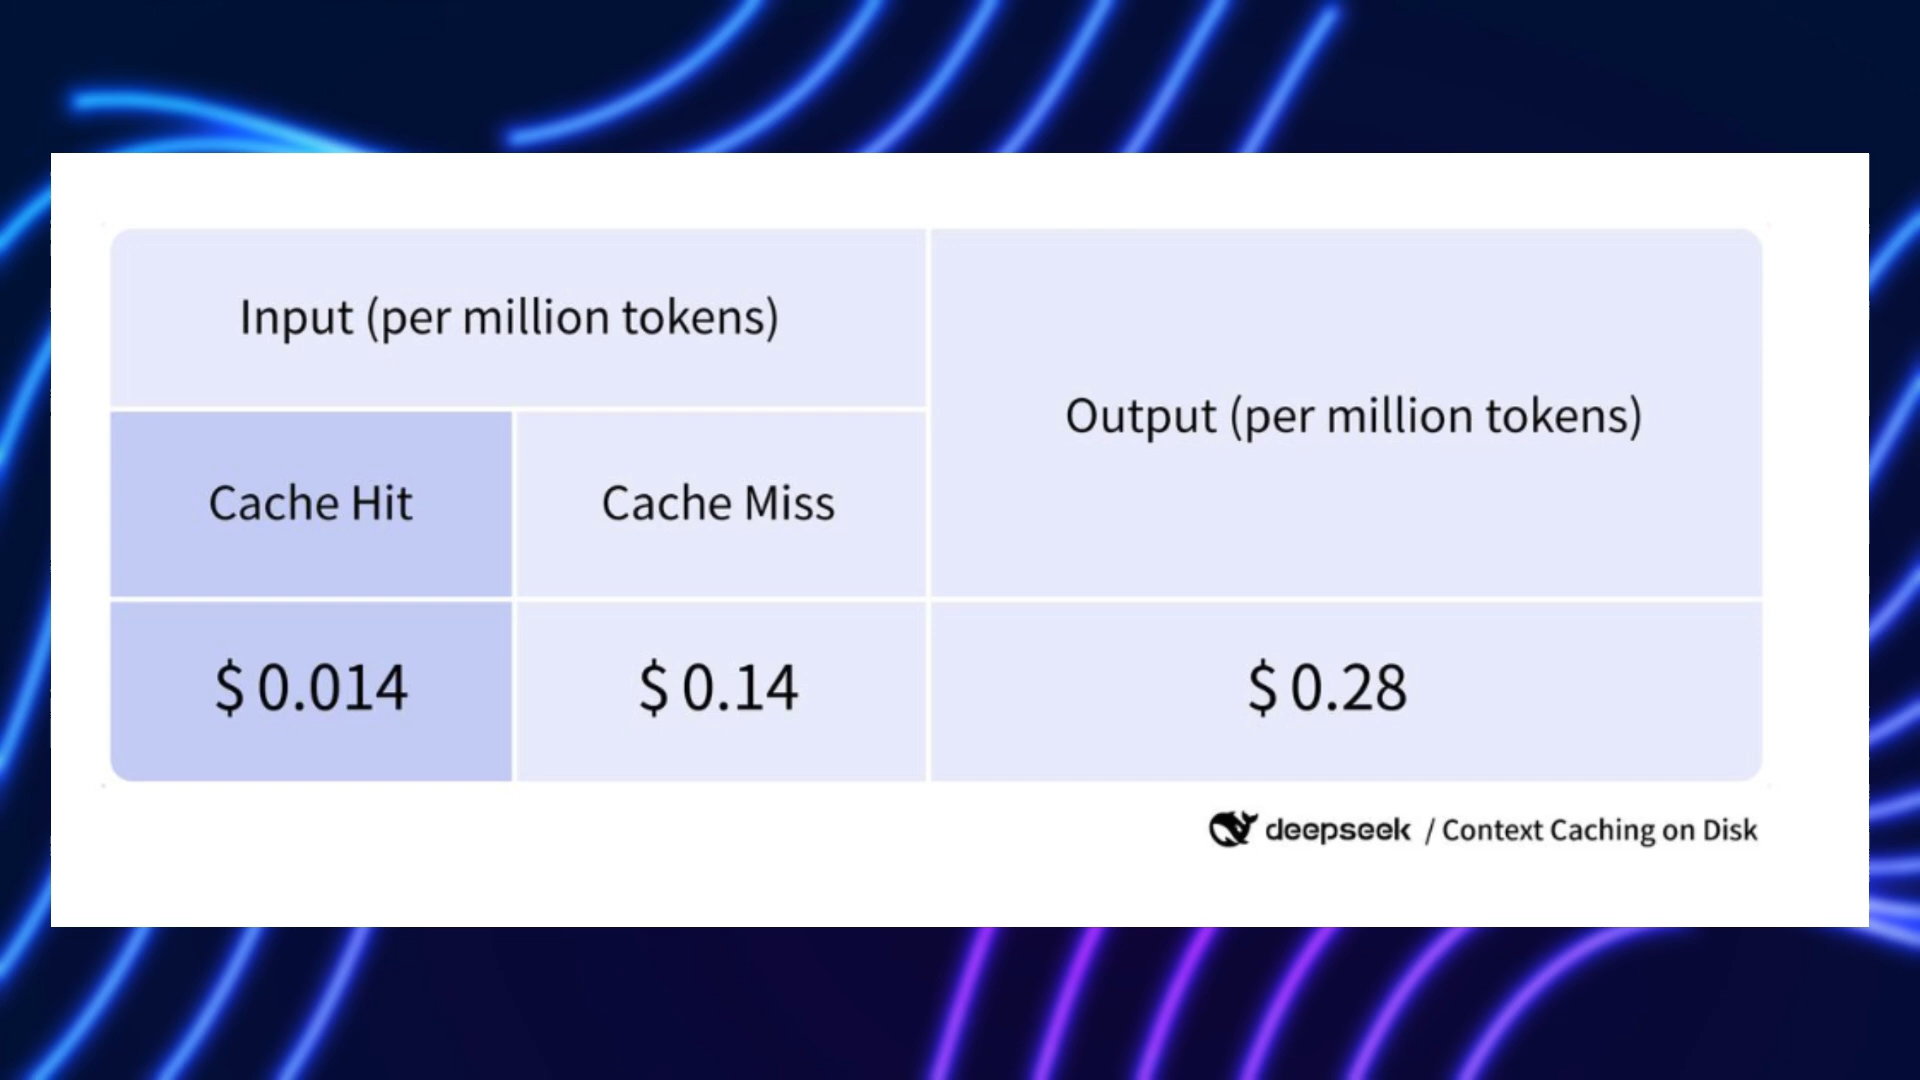 Input (per million tokens)
Output (per million tokens)
Cache Hit
Cache Miss
$ 0.014
$ 0.14
$ 0.28
deepseek / Context Caching on Disk